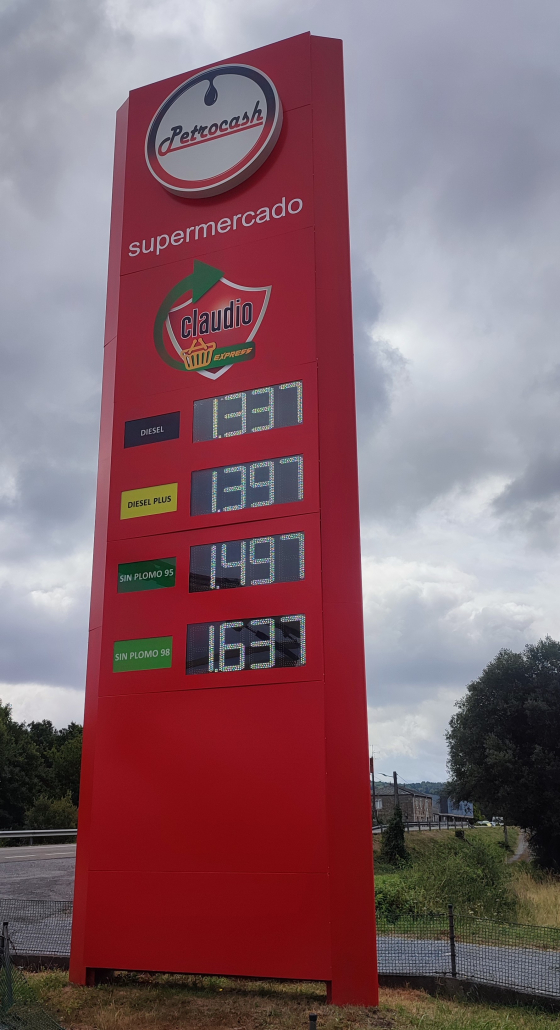 Petrocash
supermercado
claudio
EXPRESS
DIESEL 1.337
DIESEL PLUS 1.397
SIN PLOMO 95 1.497
SIN PLOMO 98 1.637